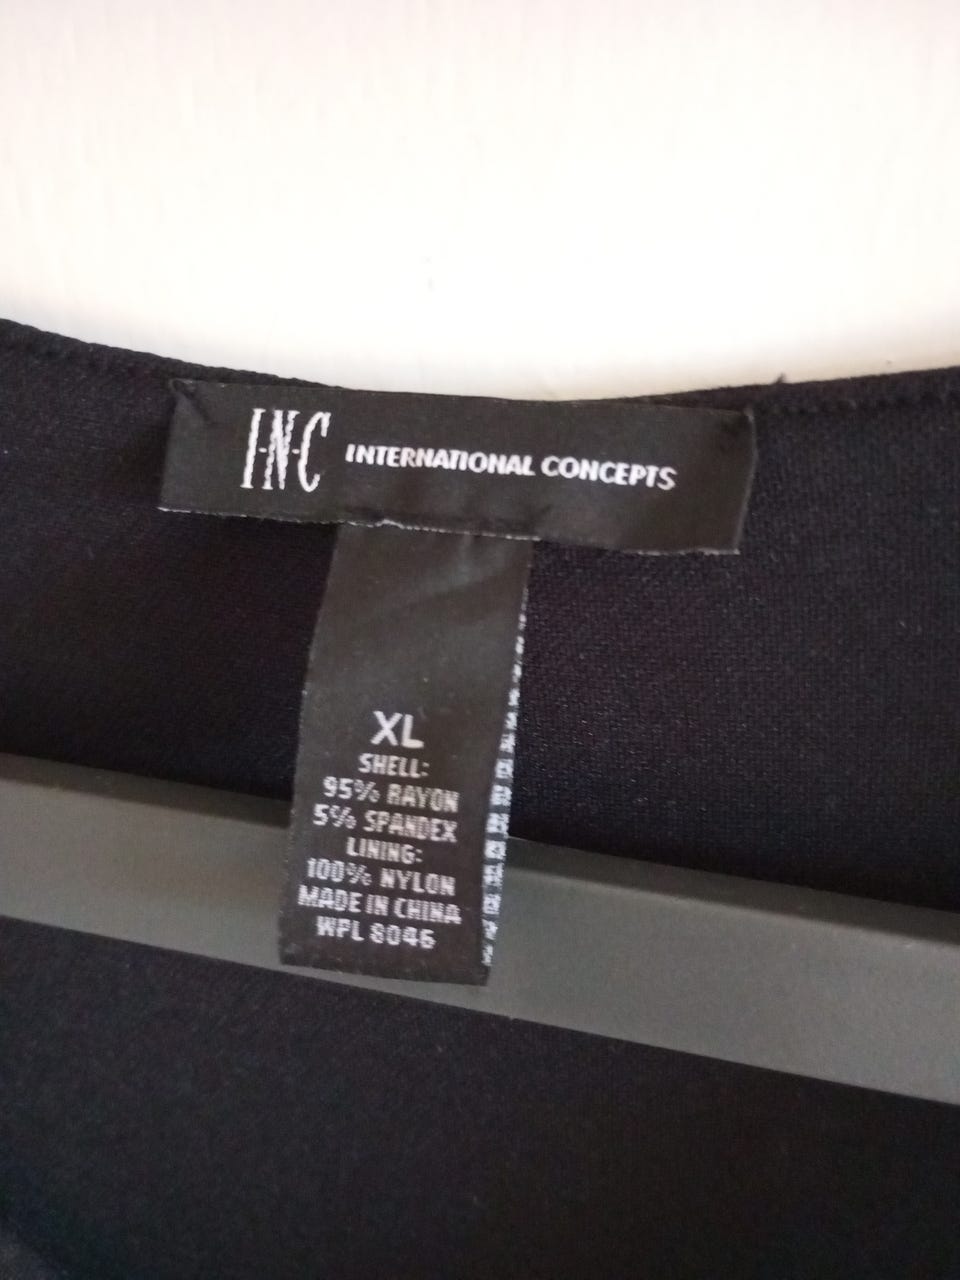 I·N·C INTERNATIONAL CONCEPTS
XL
SHELL:
95% RAYON
5% SPANDEX
LINING:
100% NYLON
MADE IN CHINA
WPL 8046